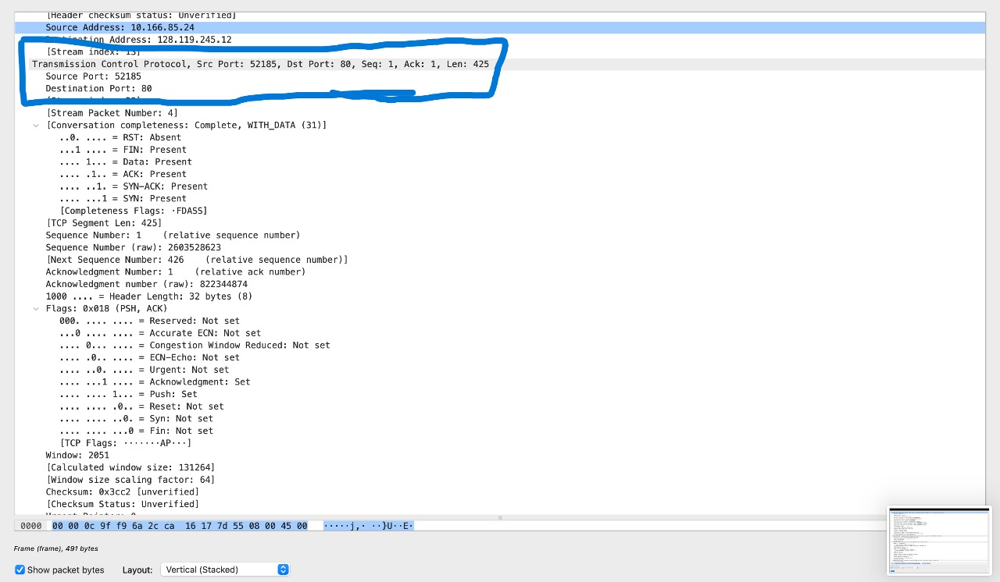 [Header checksum status: Unverified]
Source Address: 10.166.85.24
Destination Address: 128.119.245.12
[Stream index: 13]
Transmission Control Protocol, Src Port: 52185, Dst Port: 80, Seq: 1, Ack: 1, Len: 425
Source Port: 52185
Destination Port: 80
[Stream Packet Number: 4]
[Conversation completeness: Complete, WITH_DATA (31)]
..0. .... = RST: Absent
...1 .... = FIN: Present
.... 1... = Data: Present
.... .1.. = ACK: Present
.... ..1. = SYN-ACK: Present
.... ...1 = SYN: Present
[Completeness Flags: ·FDASS]
[TCP Segment Len: 425]
Sequence Number: 1    (relative sequence number)
Sequence Number (raw): 2603528623
[Next Sequence Number: 426    (relative sequence number)]
Acknowledgment Number: 1    (relative ack number)
Acknowledgment number (raw): 822344874
1000 .... = Header Length: 32 bytes (8)
Flags: 0x018 (PSH, ACK)
000. .... .... = Reserved: Not set
...0 .... .... = Accurate ECN: Not set
.... 0... .... = Congestion Window Reduced: Not set
.... .0.. .... = ECN-Echo: Not set
.... ..0. .... = Urgent: Not set
.... ...1 .... = Acknowledgment: Set
.... .... 1... = Push: Set
.... .... .0.. = Reset: Not set
.... .... ..0. = Syn: Not set
.... .... ...0 = Fin: Not set
[TCP Flags: ·······AP···]
Window: 2051
[Calculated window size: 131264]
[Window size scaling factor: 64]
Checksum: 0x3cc2 [unverified]
[Checksum Status: Unverified]
Urgent Pointer: 0
0000 00 00 0c 9f f9 6a 2c ca 16 17 7d 55 08 00 45 00 ·····j,· ··}U··E·
Frame (frame), 491 bytes
Show packet bytes Layout: Vertical (Stacked)